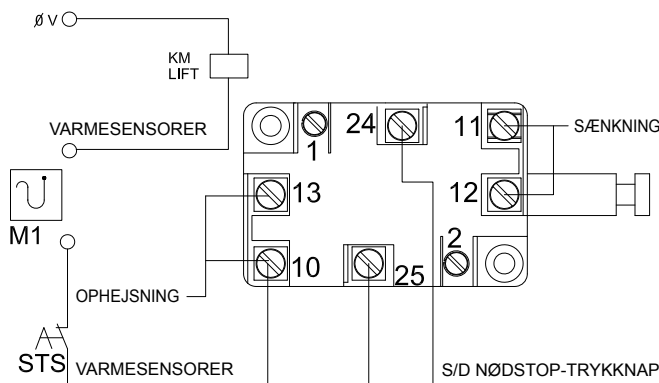 Ø V
KM
LIFT
VARMESENSORER
24
11
SÆNKNING
1
13
12
M1
2
10
25
OPHEJSNING
STS
VARMESENSORER
S/D NØDSTOP-TRYKKNAP